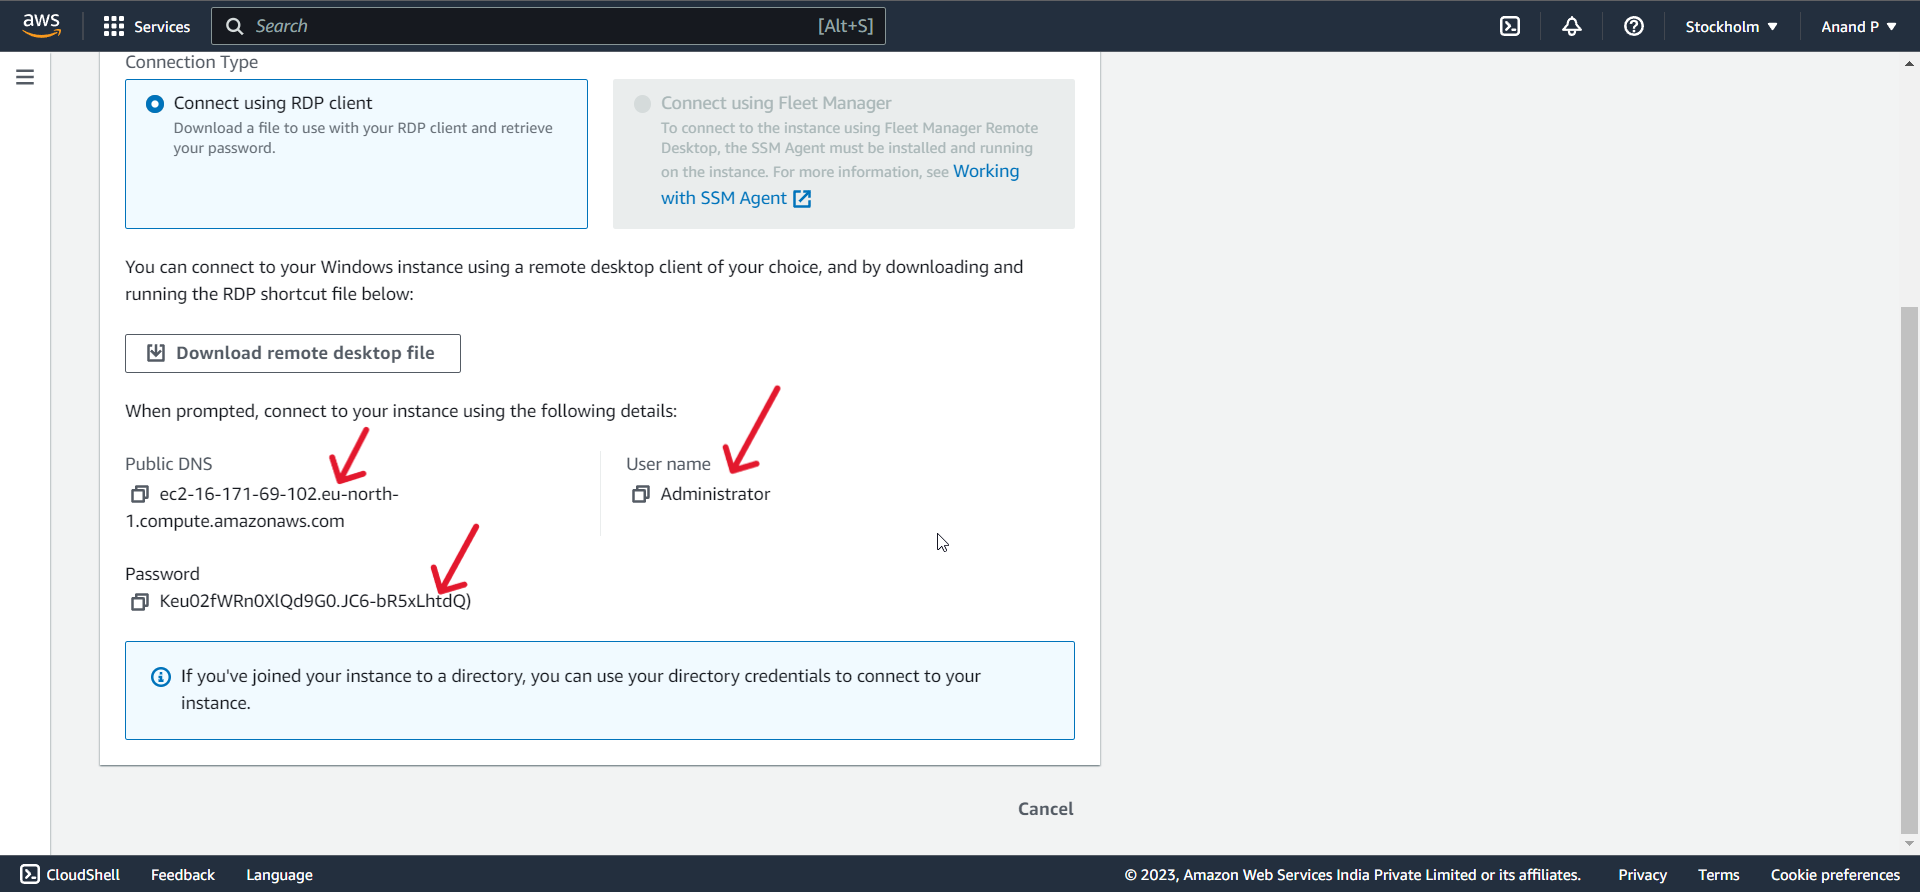 aws
Services
Search [Alt+S]
Stockholm
Anand P
Connection Type
Connect using RDP client
Download a file to use with your RDP client and retrieve
your password.
Connect using Fleet Manager
To connect to the instance using Fleet Manager Remote
Desktop, the SSM Agent must be installed and running
on the instance. For more information, see Working
with SSM Agent
You can connect to your Windows instance using a remote desktop client of your choice, and by downloading and
running the RDP shortcut file below:
Download remote desktop file
When prompted, connect to your instance using the following details:
Public DNS
ec2-16-171-69-102.eu-north-
1.compute.amazonaws.com
User name
Administrator
Password
Keu02fWRn0XlQd9G0.JC6-bR5xLhtdQ)
If you've joined your instance to a directory, you can use your directory credentials to connect to your
instance.
Cancel
CloudShell
Feedback
Language
© 2023, Amazon Web Services India Private Limited or its affiliates.
Privacy
Terms
Cookie preferences